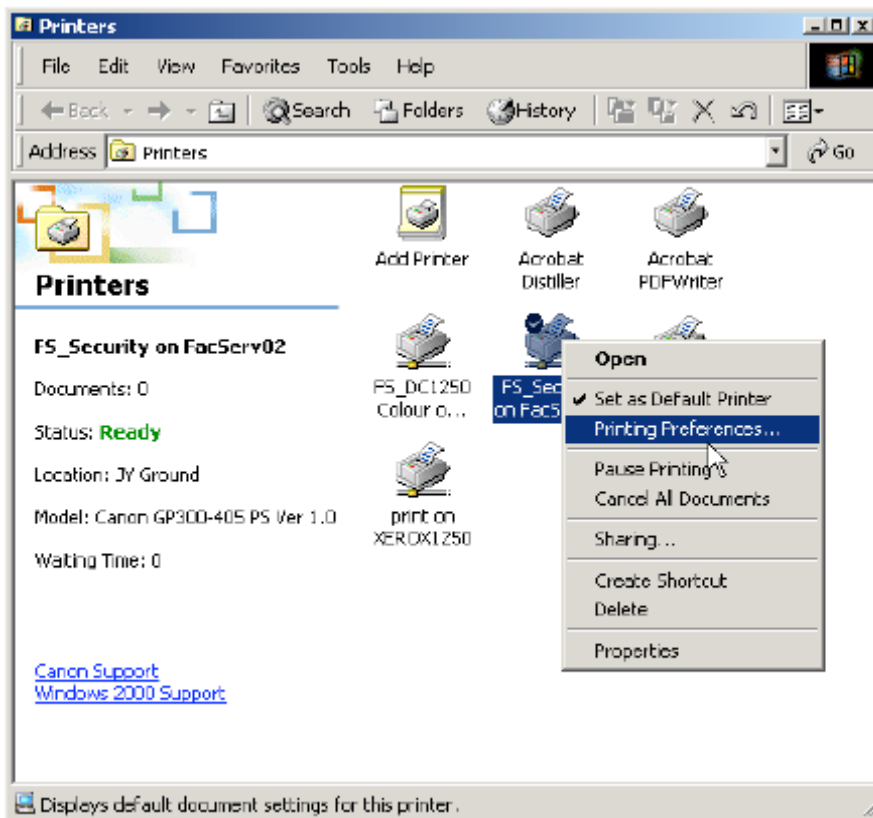 Printers
File Edit View Favorites Tools Help
Back Search Folders History
Address Printers Go
Printers
FS_Security on FacServ02
Documents: 0
Status: Ready
Location: JY Ground
Model: Canon GP300-405 PS Ver 1.0
Waiting Time: 0
Canon Support
Windows 2000 Support
Add Printer
Acrobat
Distiller
Acrobat
PDFWriter
FS_DC1250
Colour o...
FS_Sec
on FacS
print on
XEROX1250
Open
Set as Default Printer
Printing Preferences...
Pause Printing
Cancel All Documents
Sharing...
Create Shortcut
Delete
Properties
Displays default document settings for this printer.